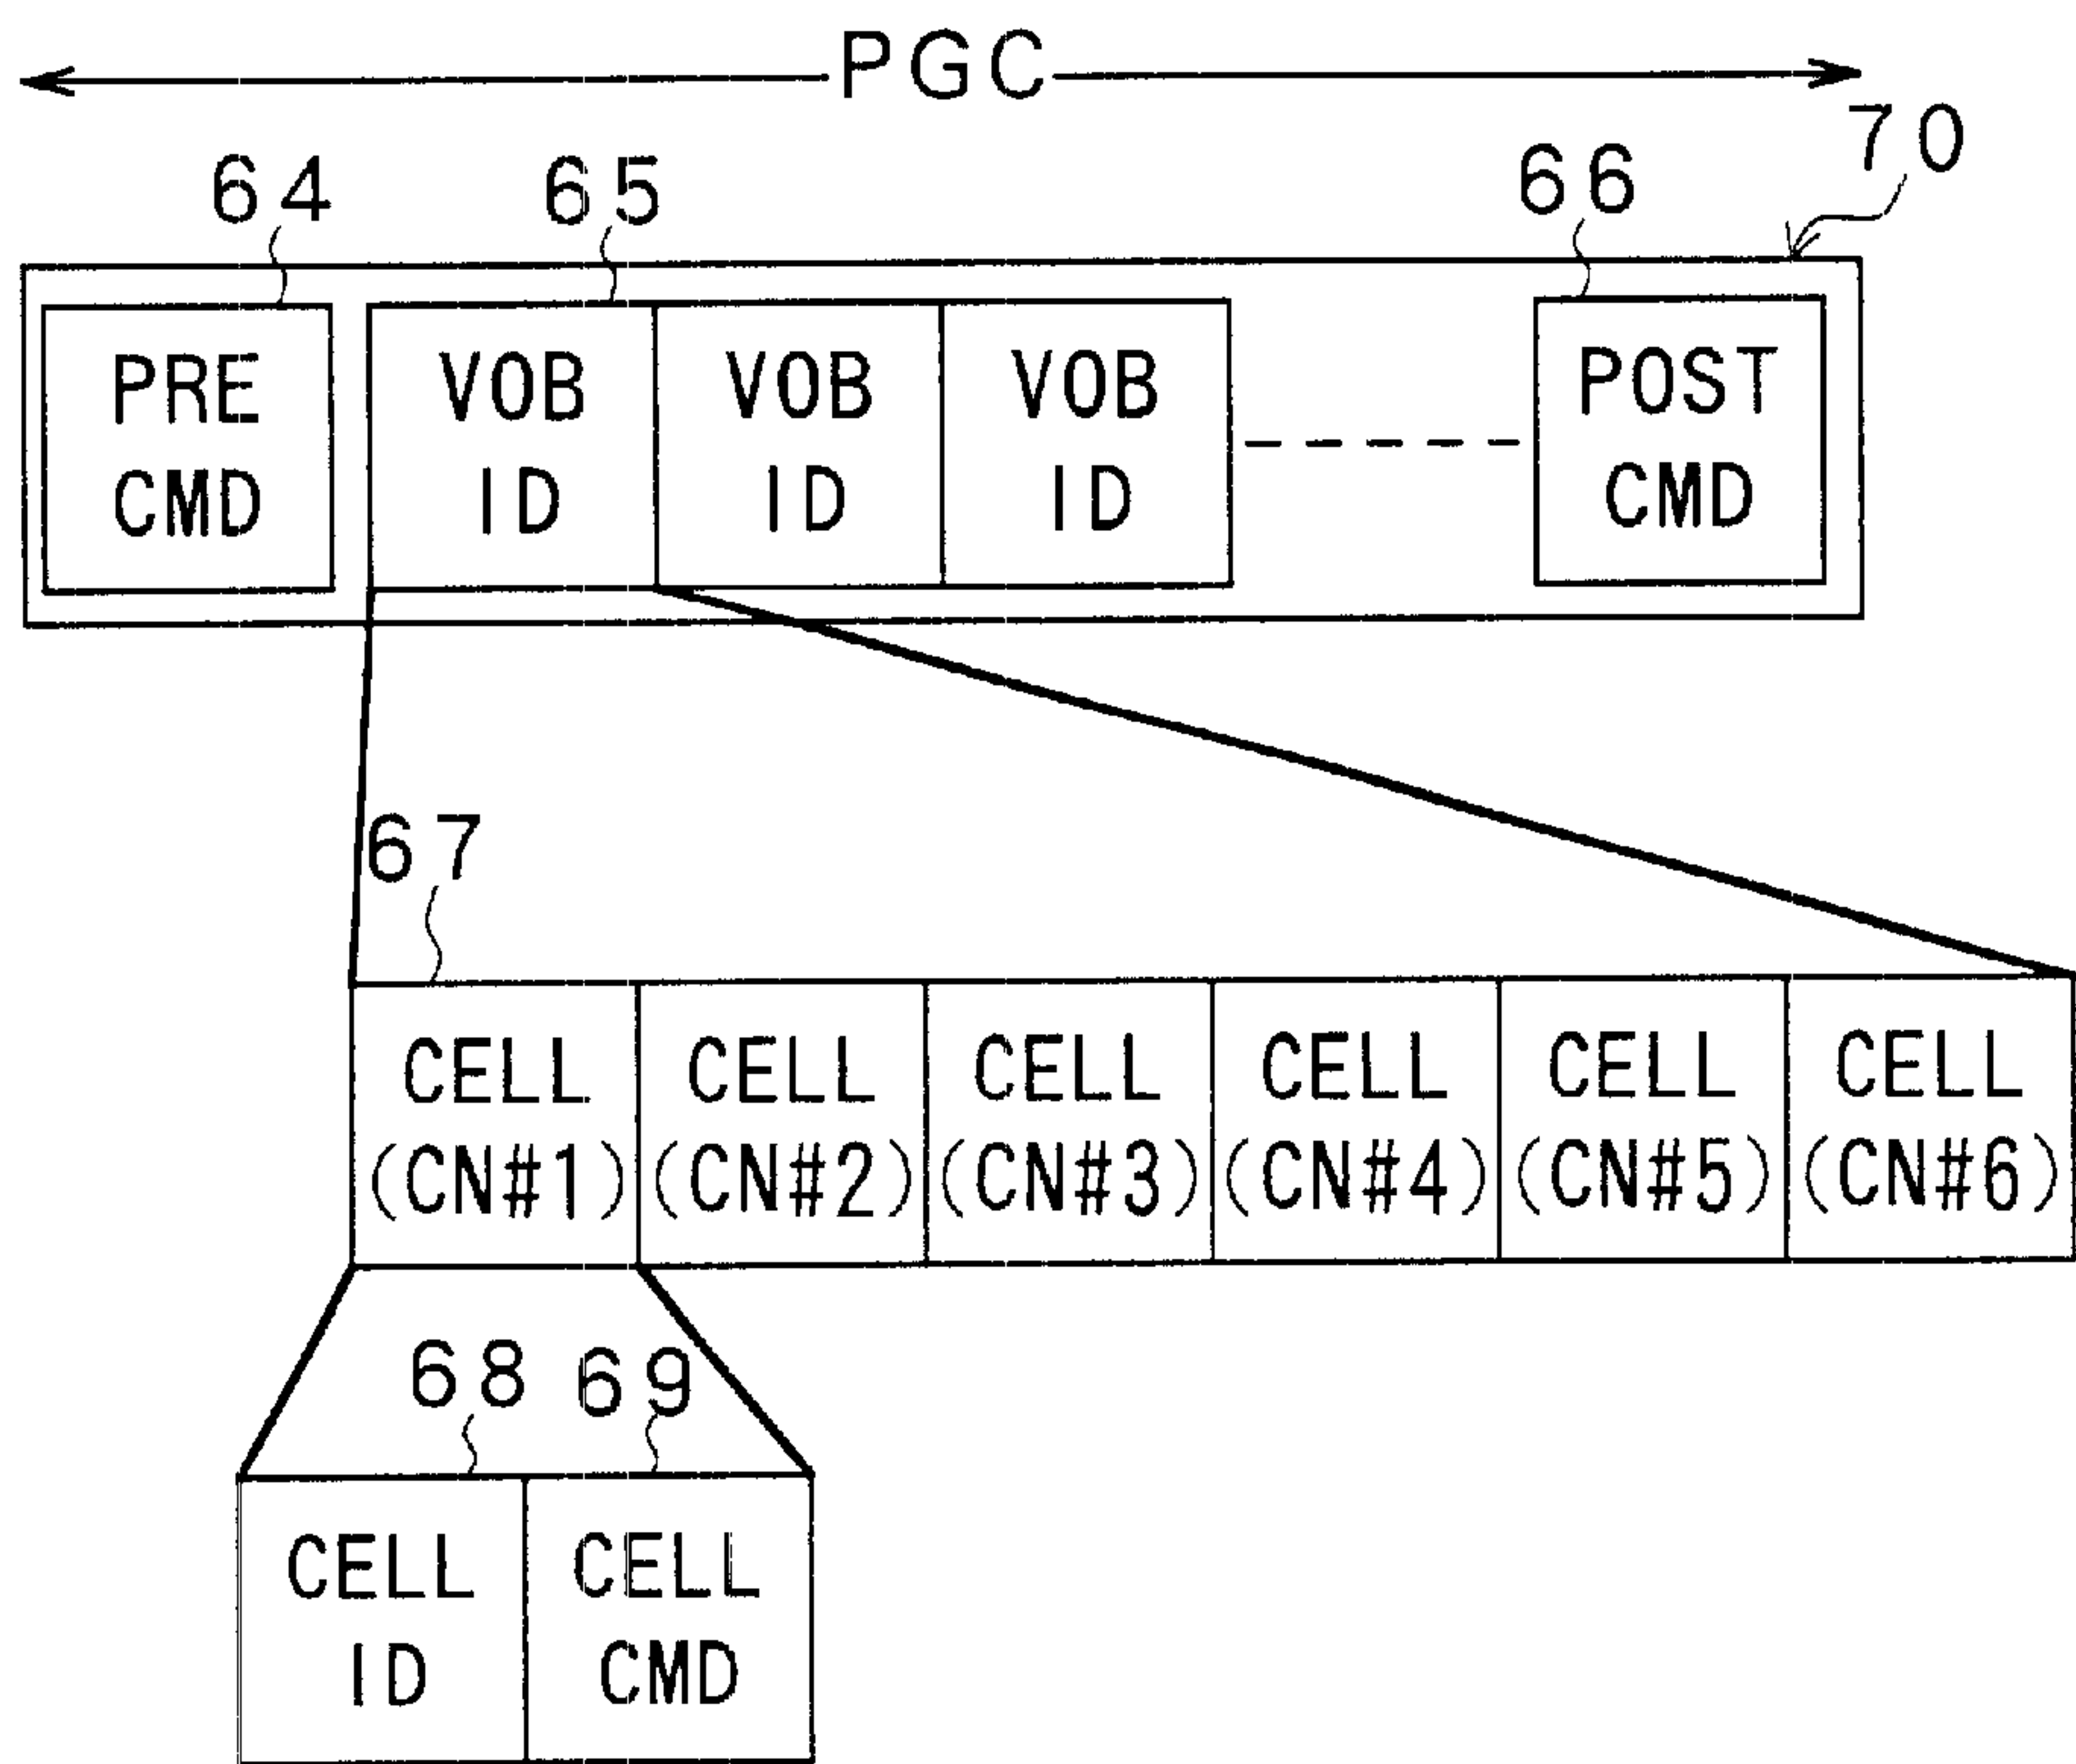 PGC
70
64 65 66
PRE VOB VOB VOB POST
CMD ID ID ID CMD
67
CELL CELL CELL CELL CELL CELL
(CN#1) (CN#2) (CN#3) (CN#4) (CN#5) (CN#6)
68 69
CELL CELL
ID CMD